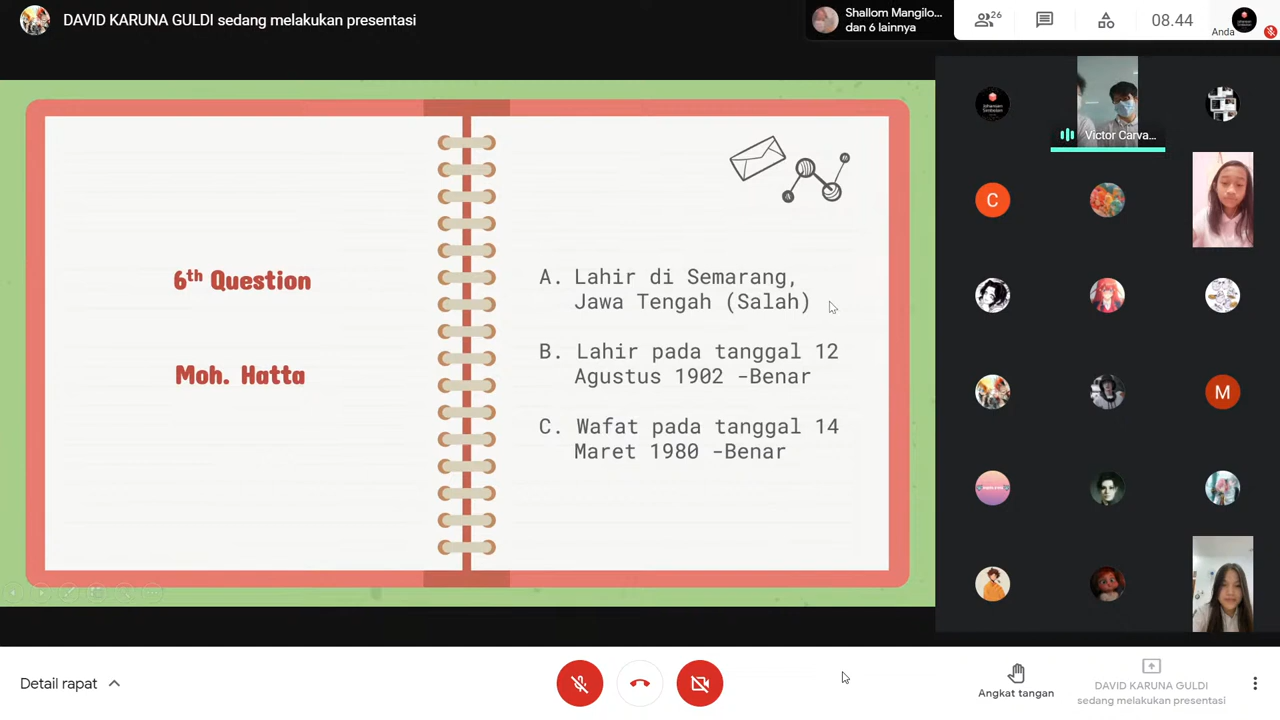 DAVID KARUNA GULDI sedang melakukan presentasi
Shallom Mangilo...
dan 6 lainnya
26
08.44
Anda
Victor Carva...
C
M
6th Question
Moh. Hatta
A. Lahir di Semarang,
Jawa Tengah (Salah)
B. Lahir pada tanggal 12
Agustus 1902 -Benar
C. Wafat pada tanggal 14
Maret 1980 -Benar
Detail rapat
Angkat tangan
DAVID KARUNA GULDI
sedang melakukan presentasi